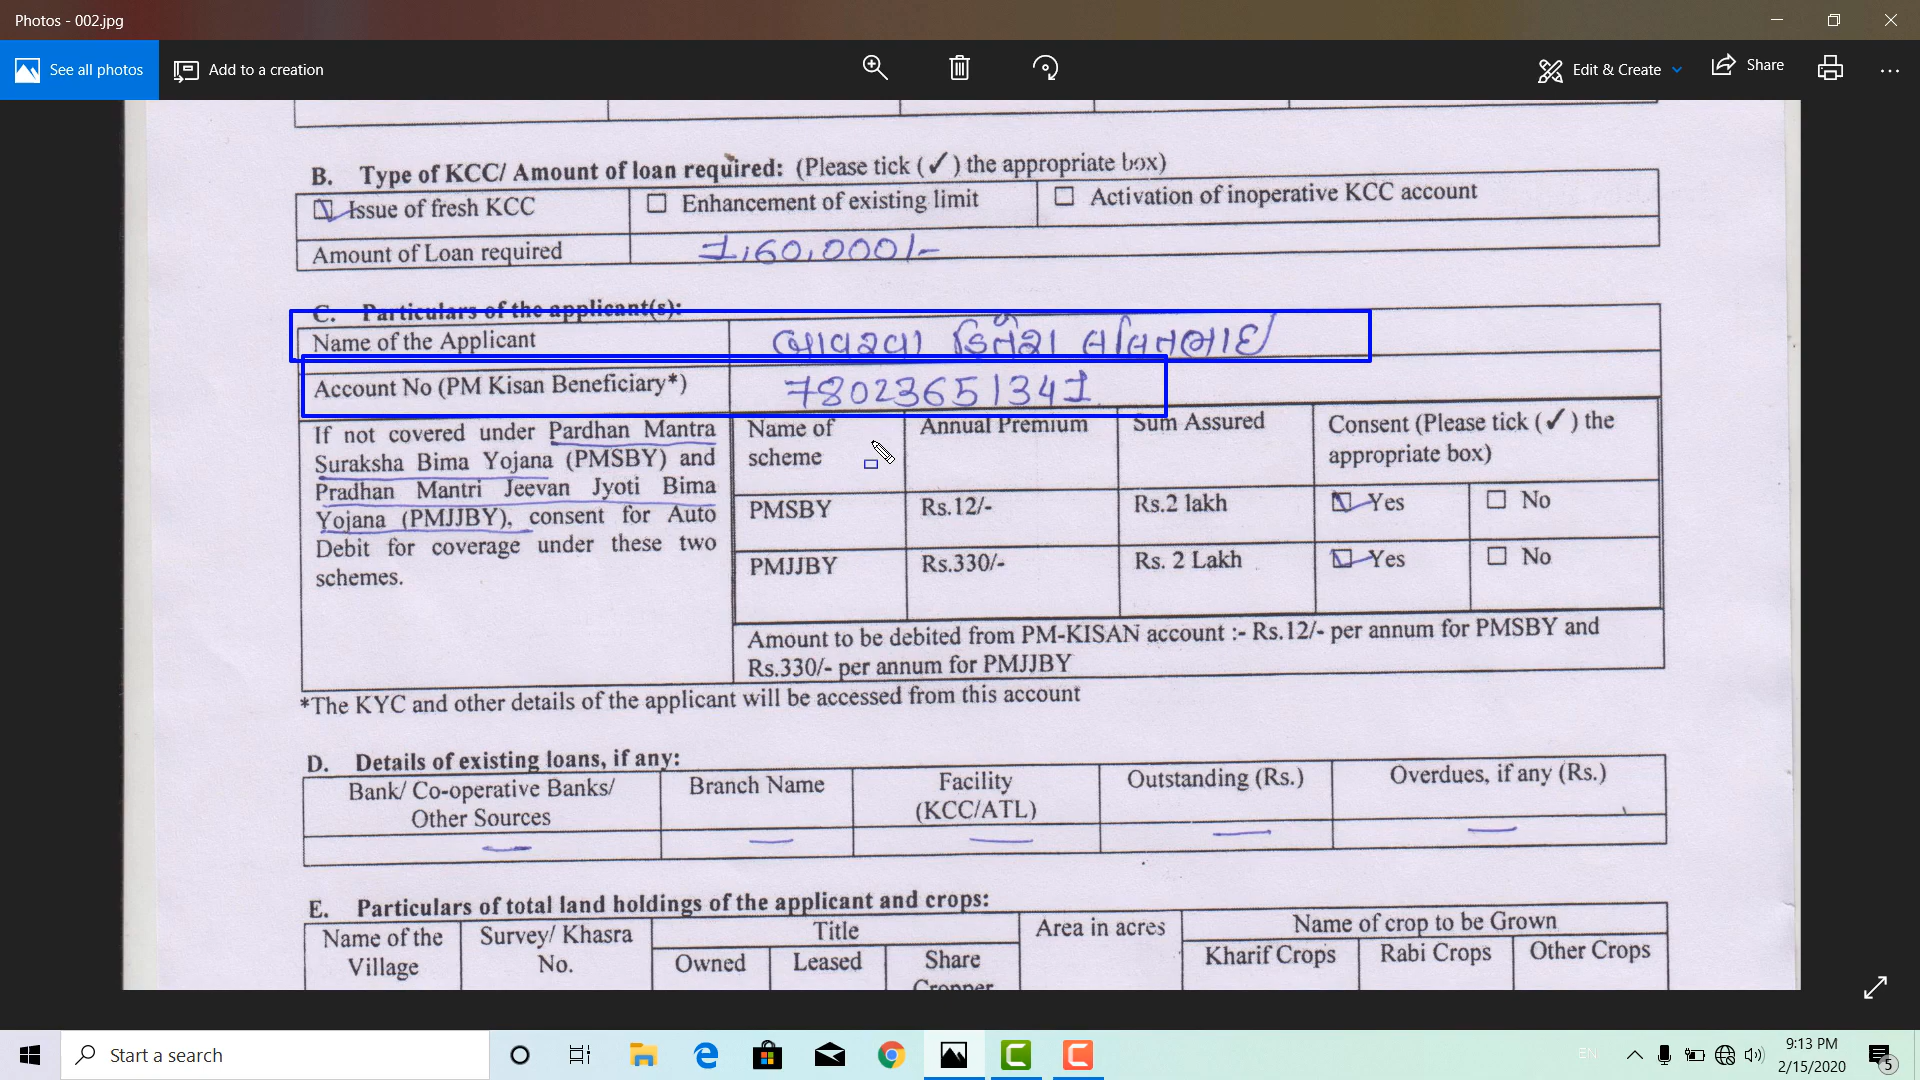 Photos - 002.jpg
See all photos
Add to a creation
Edit & Create
Share
B. Type of KCC/ Amount of loan required: (Please tick (✓) the appropriate box)
Issue of fresh KCC
Enhancement of existing limit
Activation of inoperative KCC account
Amount of Loan required
1,60,000/-
C. Particulars of the applicant(s):
Name of the Applicant
Account No (PM Kisan Beneficiary*)
78023651341
If not covered under Pardhan Mantra
Suraksha Bima Yojana (PMSBY) and
Pradhan Mantri Jeevan Jyoti Bima
Yojana (PMJJBY), consent for Auto
Debit for coverage under these two
schemes.
Name of
scheme
Annual Premium
Sum Assured
Consent (Please tick (✓) the
appropriate box)
PMSBY
Rs.12/-
Rs.2 lakh
Yes
No
PMJJBY
Rs.330/-
Rs. 2 Lakh
Yes
No
Amount to be debited from PM-KISAN account :- Rs.12/- per annum for PMSBY and
Rs.330/- per annum for PMJJBY
*The KYC and other details of the applicant will be accessed from this account
D. Details of existing loans, if any:
Bank/ Co-operative Banks/
Other Sources
Branch Name
Facility
(KCC/ATL)
Outstanding (Rs.)
Overdues, if any (Rs.)
E. Particulars of total land holdings of the applicant and crops:
Name of the
Village
Survey/ Khasra
No.
Title
Owned
Leased
Share
Cropper
Area in acres
Name of crop to be Grown
Kharif Crops
Rabi Crops
Other Crops
Start a search
EN
9:13 PM
2/15/2020
5